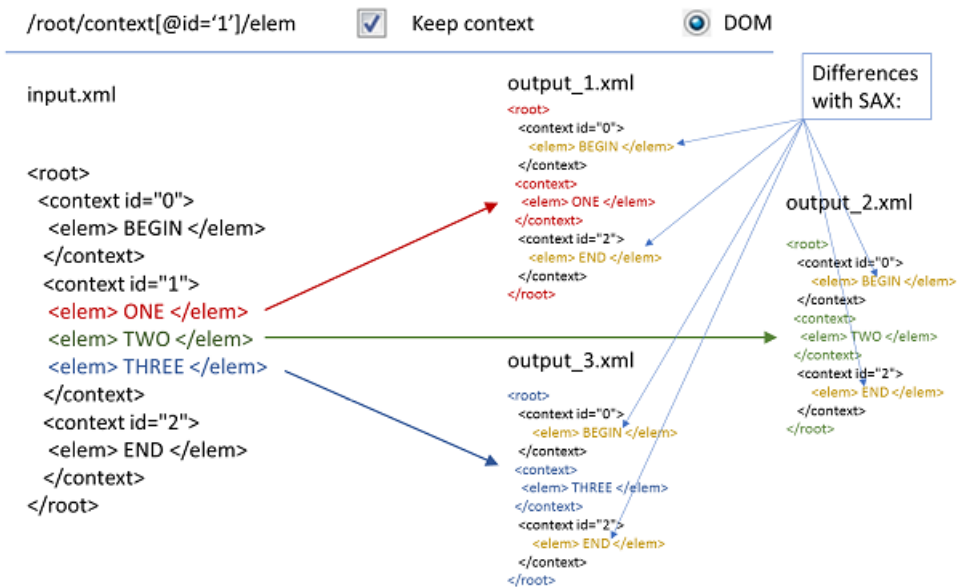 /root/context[@id=‘1’]/elem
Keep context
DOM
Differences
with SAX:
input.xml
<root>
<context id="0">
<elem> BEGIN </elem>
</context>
<context id="1">
<elem> ONE </elem>
<elem> TWO </elem>
<elem> THREE </elem>
</context>
<context id="2">
<elem> END </elem>
</context>
</root>
output_1.xml
<root>
<context id="0">
<elem> BEGIN </elem>
</context>
<context>
<elem> ONE </elem>
</context>
<context id="2">
<elem> END </elem>
</context>
</root>
output_2.xml
<root>
<context id="0">
<elem> BEGIN </elem>
</context>
<context>
<elem> TWO </elem>
</context>
<context id="2">
<elem> END </elem>
</context>
</root>
output_3.xml
<root>
<context id="0">
<elem> BEGIN </elem>
</context>
<context>
<elem> THREE </elem>
</context>
<context id="2">
<elem> END </elem>
</context>
</root>